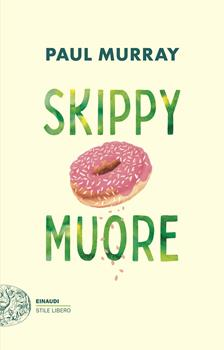 PAUL MURRAY
SKIPPY
MUORE
EINAUDI
STILE LIBERO